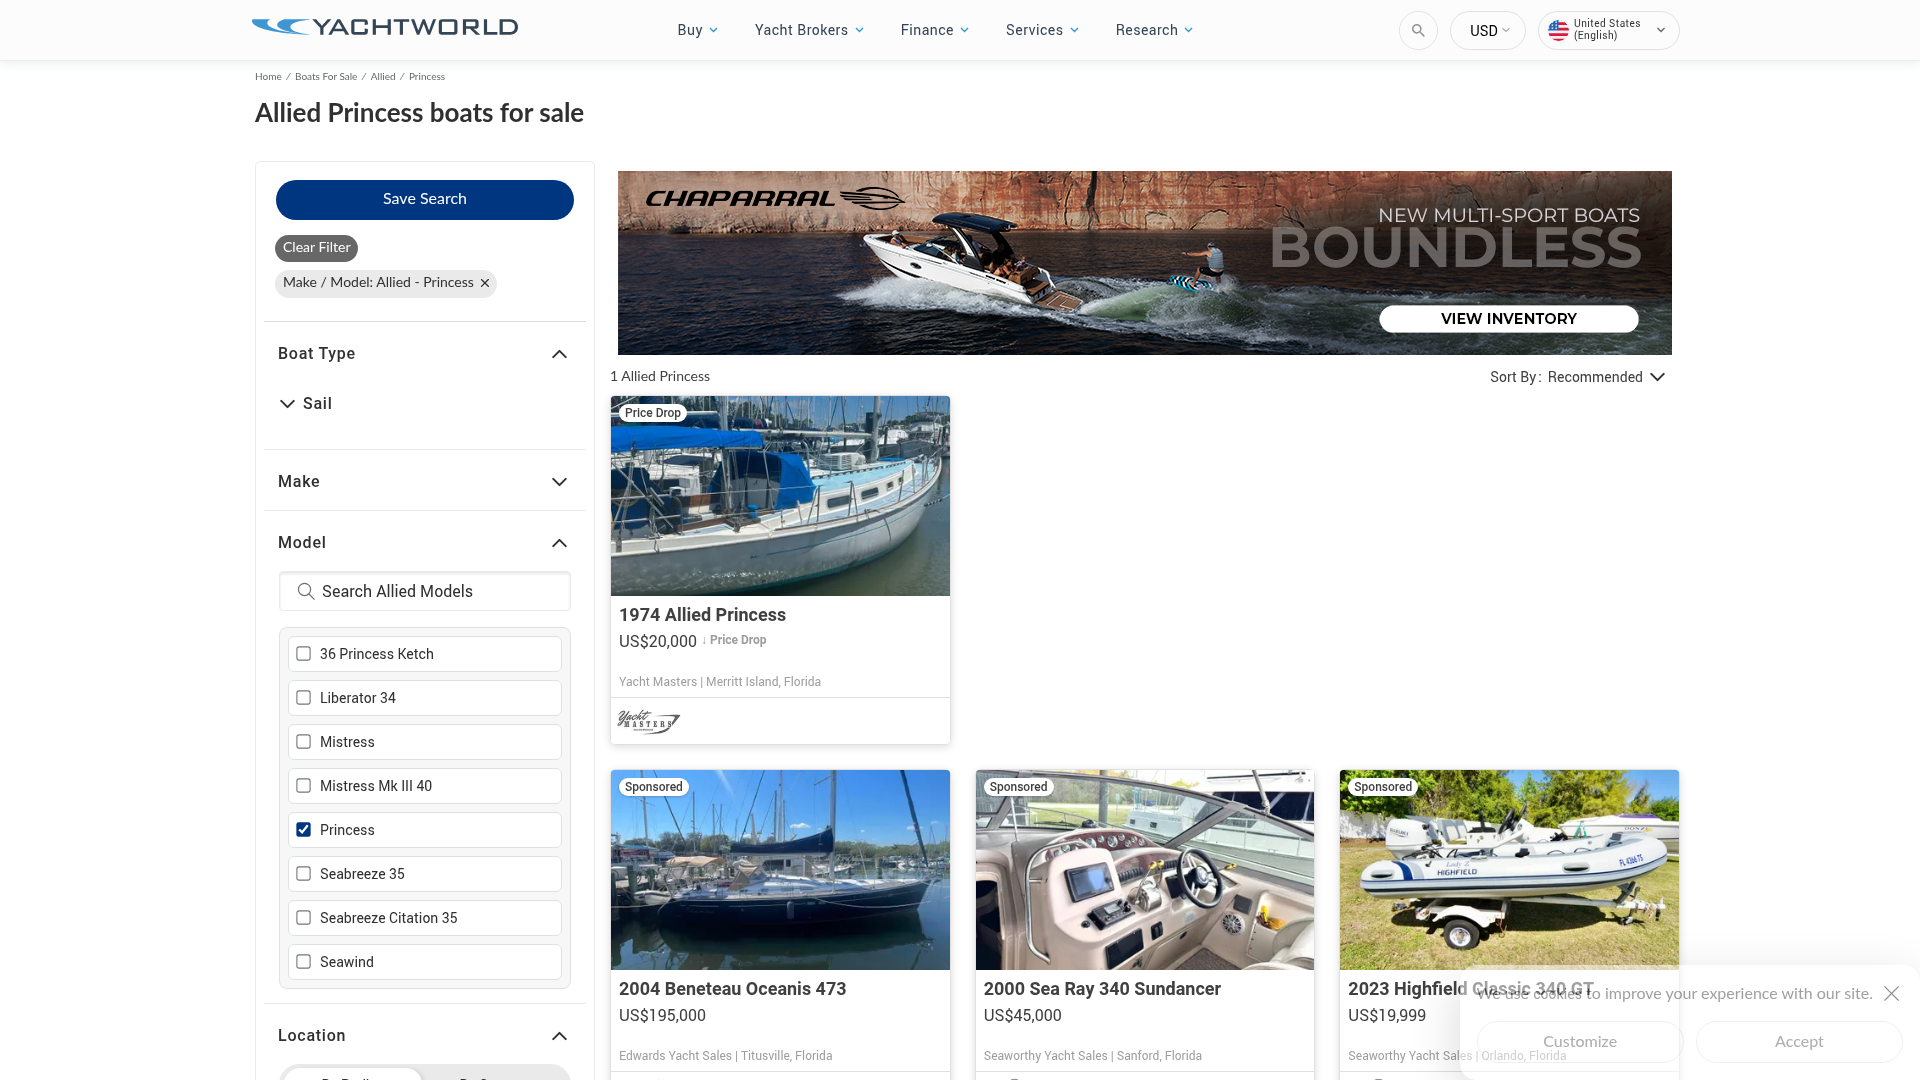 YACHTWORLD
Buy
Yacht Brokers
Finance
Services
Research
USD
United States
(English)
Home / Boats For Sale / Allied / Princess
Allied Princess boats for sale
Save Search
Clear Filter
Make / Model: Allied - Princess ✕
Boat Type
Sail
Make
Model
Search Allied Models
36 Princess Ketch
Liberator 34
Mistress
Mistress Mk III 40
Princess
Seabreeze 35
Seabreeze Citation 35
Seawind
Location
CHAPARRAL
NEW MULTI-SPORT BOATS
BOUNDLESS
VIEW INVENTORY
1 Allied Princess
Sort By: Recommended
Price Drop
1974 Allied Princess
US$20,000 ↓ Price Drop
Yacht Masters | Merritt Island, Florida
Yacht
MASTERS
Sponsored
2004 Beneteau Oceanis 473
US$195,000
Edwards Yacht Sales | Titusville, Florida
Sponsored
2000 Sea Ray 340 Sundancer
US$45,000
Seaworthy Yacht Sales | Sanford, Florida
Sponsored
Lady Z
HIGHFIELD
2023 Highfield Classic 340 GT
US$19,999
Seaworthy Yacht Sales | Orlando, Florida
We use cookies to improve your experience with our site.
Customize
Accept